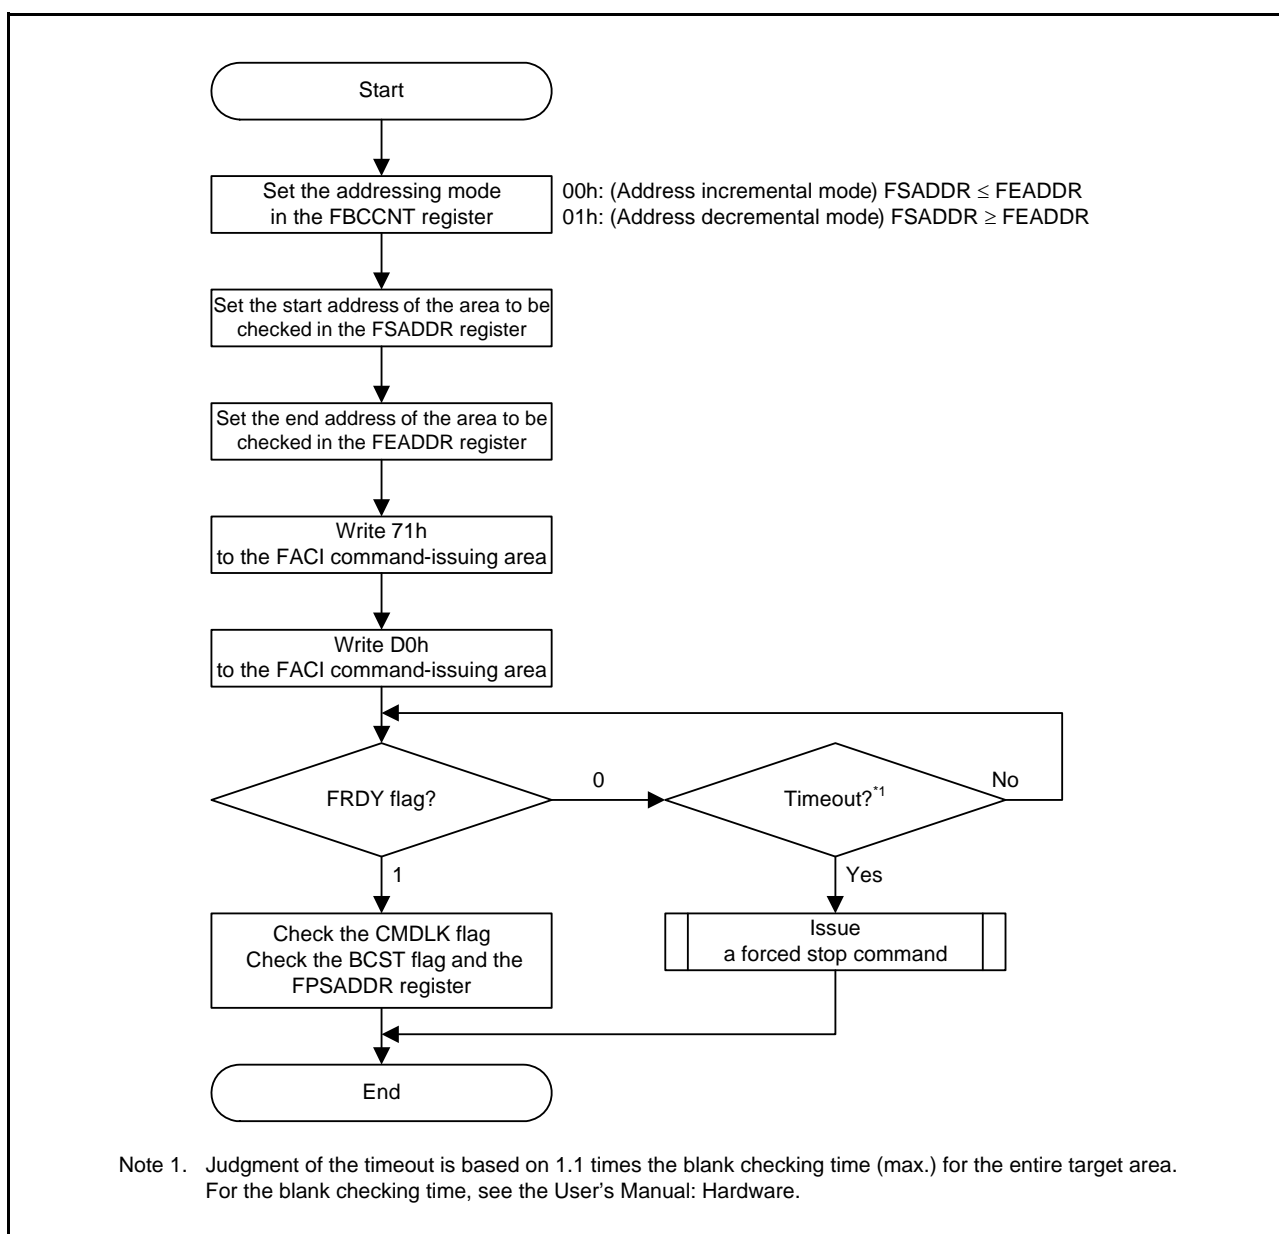 Start
Set the addressing mode
in the FBCCNT register
00h: (Address incremental mode) FSADDR ≤ FEADDR
01h: (Address decremental mode) FSADDR ≥ FEADDR
Set the start address of the area to be
checked in the FSADDR register
Set the end address of the area to be
checked in the FEADDR register
Write 71h
to the FACI command-issuing area
Write D0h
to the FACI command-issuing area
FRDY flag?
0
Timeout?*1
No
1
Yes
Check the CMDLK flag
Check the BCST flag and the
FPSADDR register
Issue
a forced stop command
End
Note 1. Judgment of the timeout is based on 1.1 times the blank checking time (max.) for the entire target area.
For the blank checking time, see the User's Manual: Hardware.